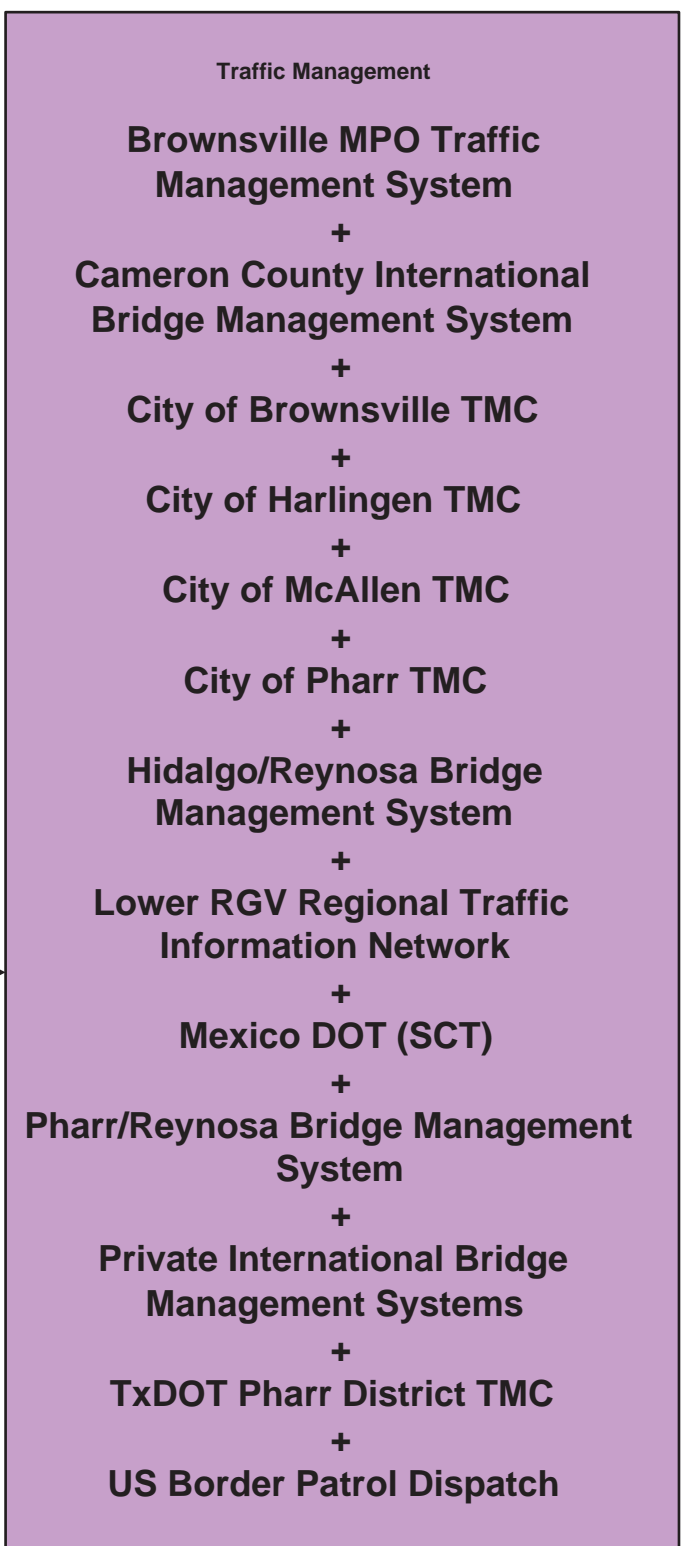 Traffic Management
Brownsville MPO Traffic
Management System
+
Cameron County International
Bridge Management System
+
City of Brownsville TMC
+
City of Harlingen TMC
+
City of McAllen TMC
+
City of Pharr TMC
+
Hidalgo/Reynosa Bridge
Management System
+
Lower RGV Regional Traffic
Information Network
+
Mexico DOT (SCT)
+
Pharr/Reynosa Bridge Management
System
+
Private International Bridge
Management Systems
+
TxDOT Pharr District TMC
+
US Border Patrol Dispatch